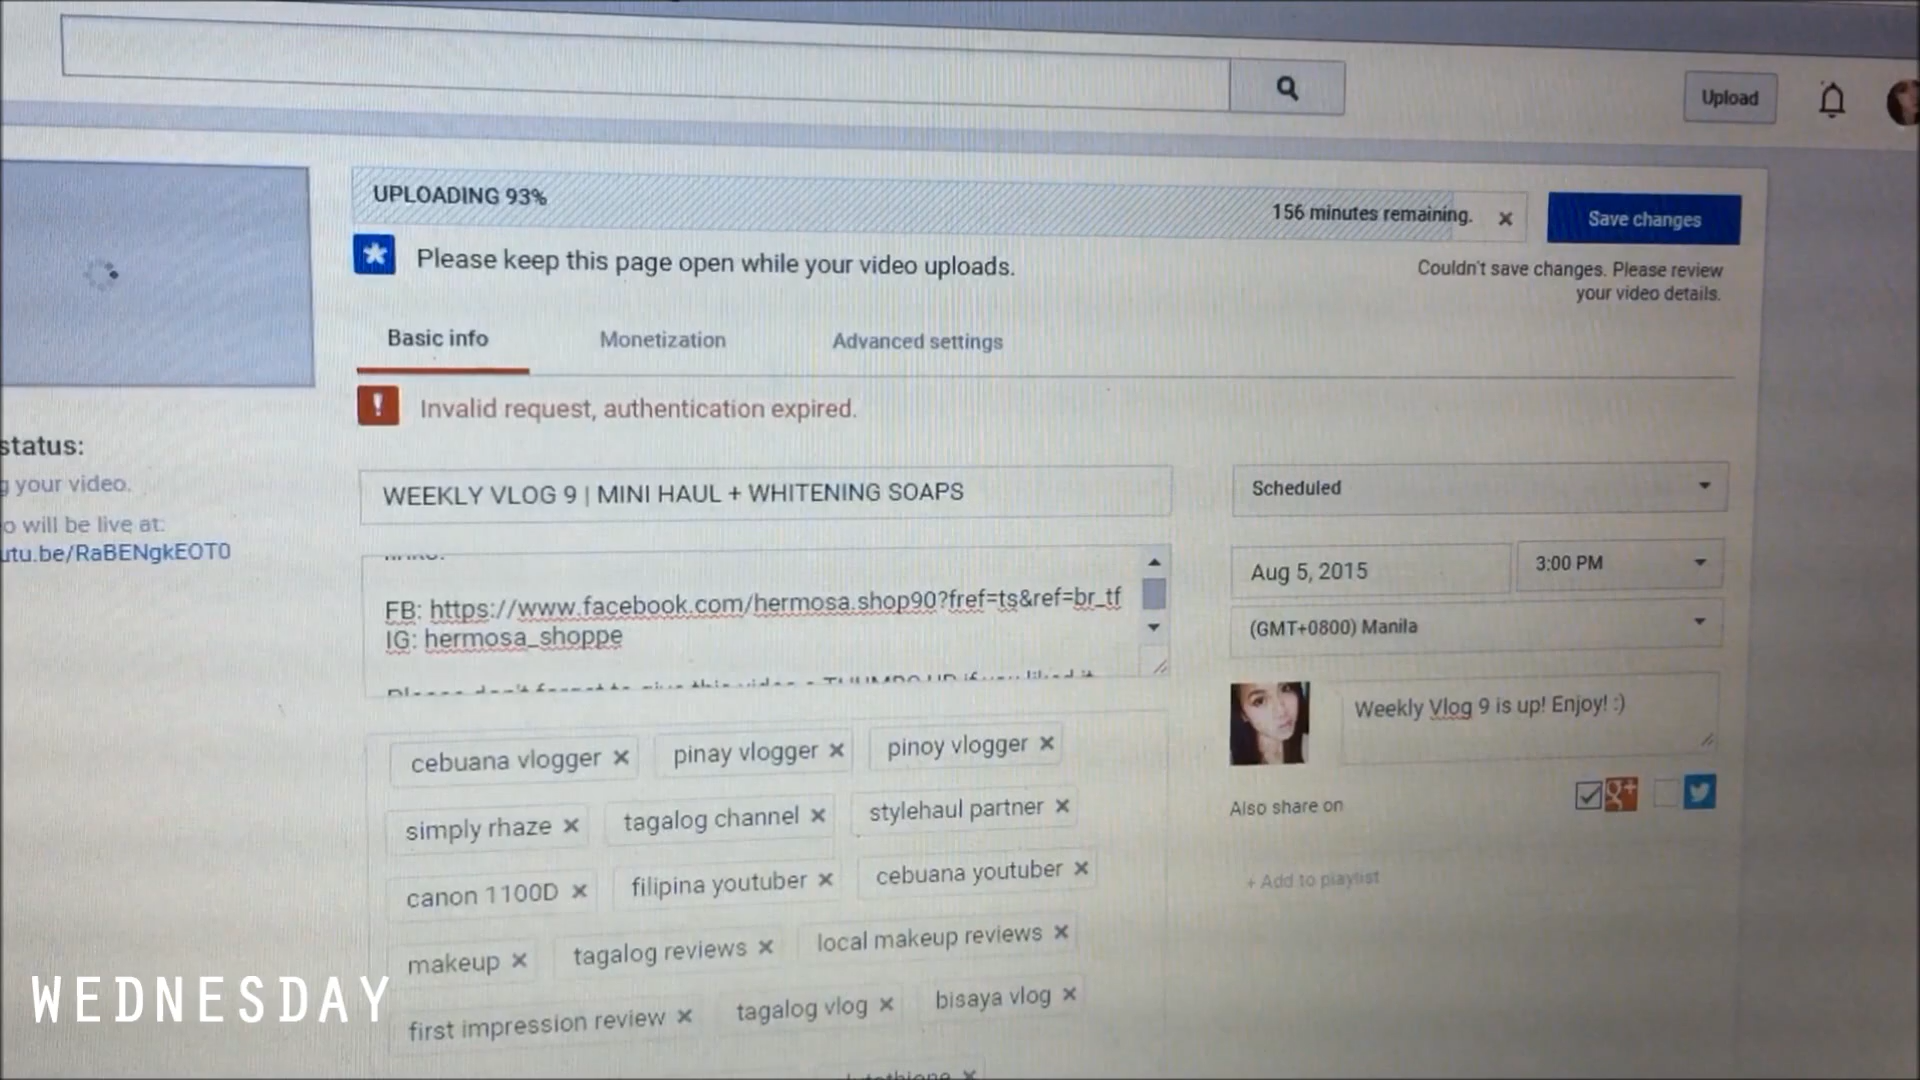 Upload
UPLOADING 93%
156 minutes remaining.
Save changes
Please keep this page open while your video uploads.
Couldn't save changes. Please review
your video details.
Basic info
Monetization
Advanced settings
Invalid request, authentication expired.
status:
your video.
will be live at:
utu.be/RaBENgkEOT0
WEEKLY VLOG 9 | MINI HAUL + WHITENING SOAPS
Scheduled
FB: https://www.facebook.com/hermosa.shop90?fref=ts&ref=br_tf
IG: hermosa_shoppe
Aug 5, 2015
3:00 PM
(GMT+0800) Manila
Weekly Vlog 9 is up! Enjoy! :)
Also share on
g+
+ Add to playlist
cebuana vlogger
pinay vlogger
pinoy vlogger
simply rhaze
tagalog channel
stylehaul partner
canon 1100D
filipina youtuber
cebuana youtuber
makeup
tagalog reviews
local makeup reviews
first impression review
tagalog vlog
bisaya vlog
WEDNESDAY